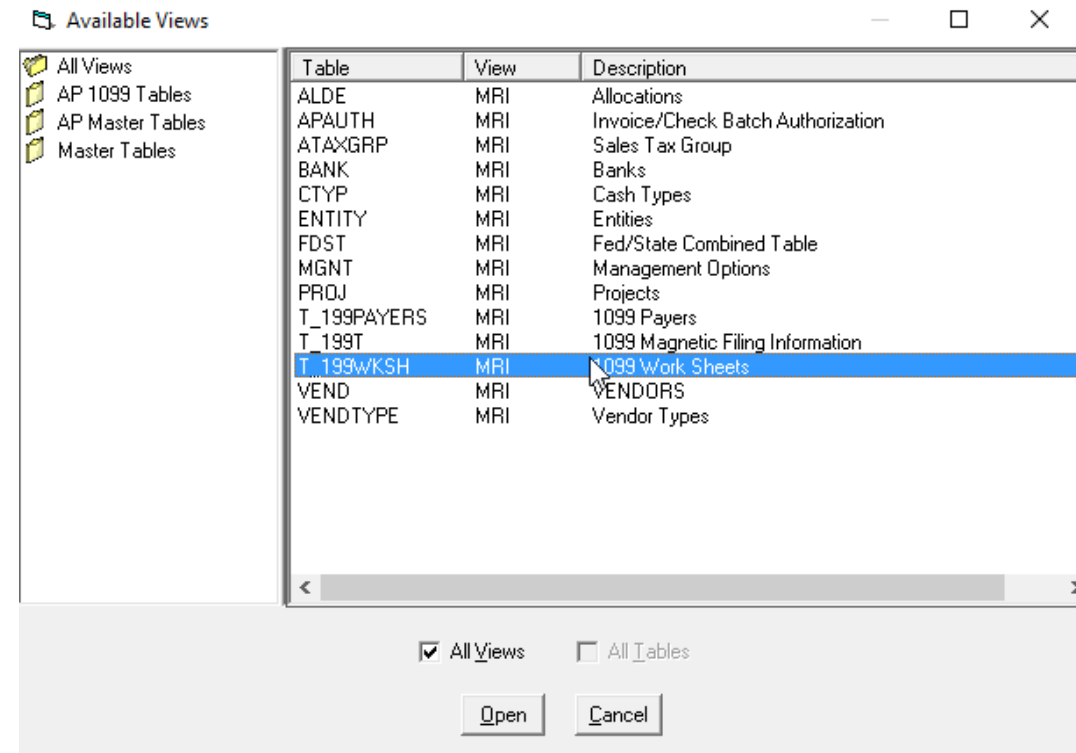 Available Views
All Views
AP 1099 Tables
AP Master Tables
Master Tables
Table View Description
ALDE MRI Allocations
APAUTH MRI Invoice/Check Batch Authorization
ATAXGRP MRI Sales Tax Group
BANK MRI Banks
CTYP MRI Cash Types
ENTITY MRI Entities
FDST MRI Fed/State Combined Table
MGNT MRI Management Options
PROJ MRI Projects
T_199PAYERS MRI 1099 Payers
T_199T MRI 1099 Magnetic Filing Information
T_199WKSH MRI 1099 Work Sheets
VEND MRI VENDORS
VENDTYPE MRI Vendor Types
All Views All Tables
Open Cancel